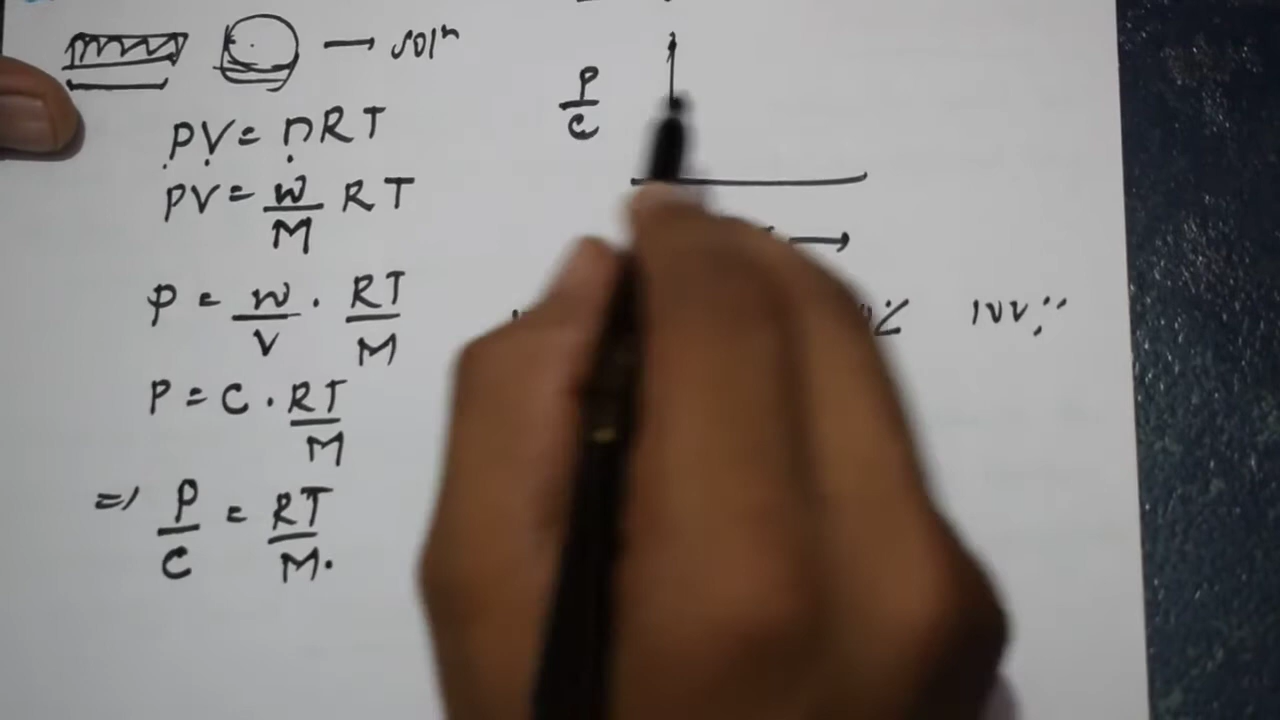 → solⁿ
PV = nRT
PV = w/M RT
P = w/V · RT/M
P = C · RT/M
=> P/C = RT/M.
P/C